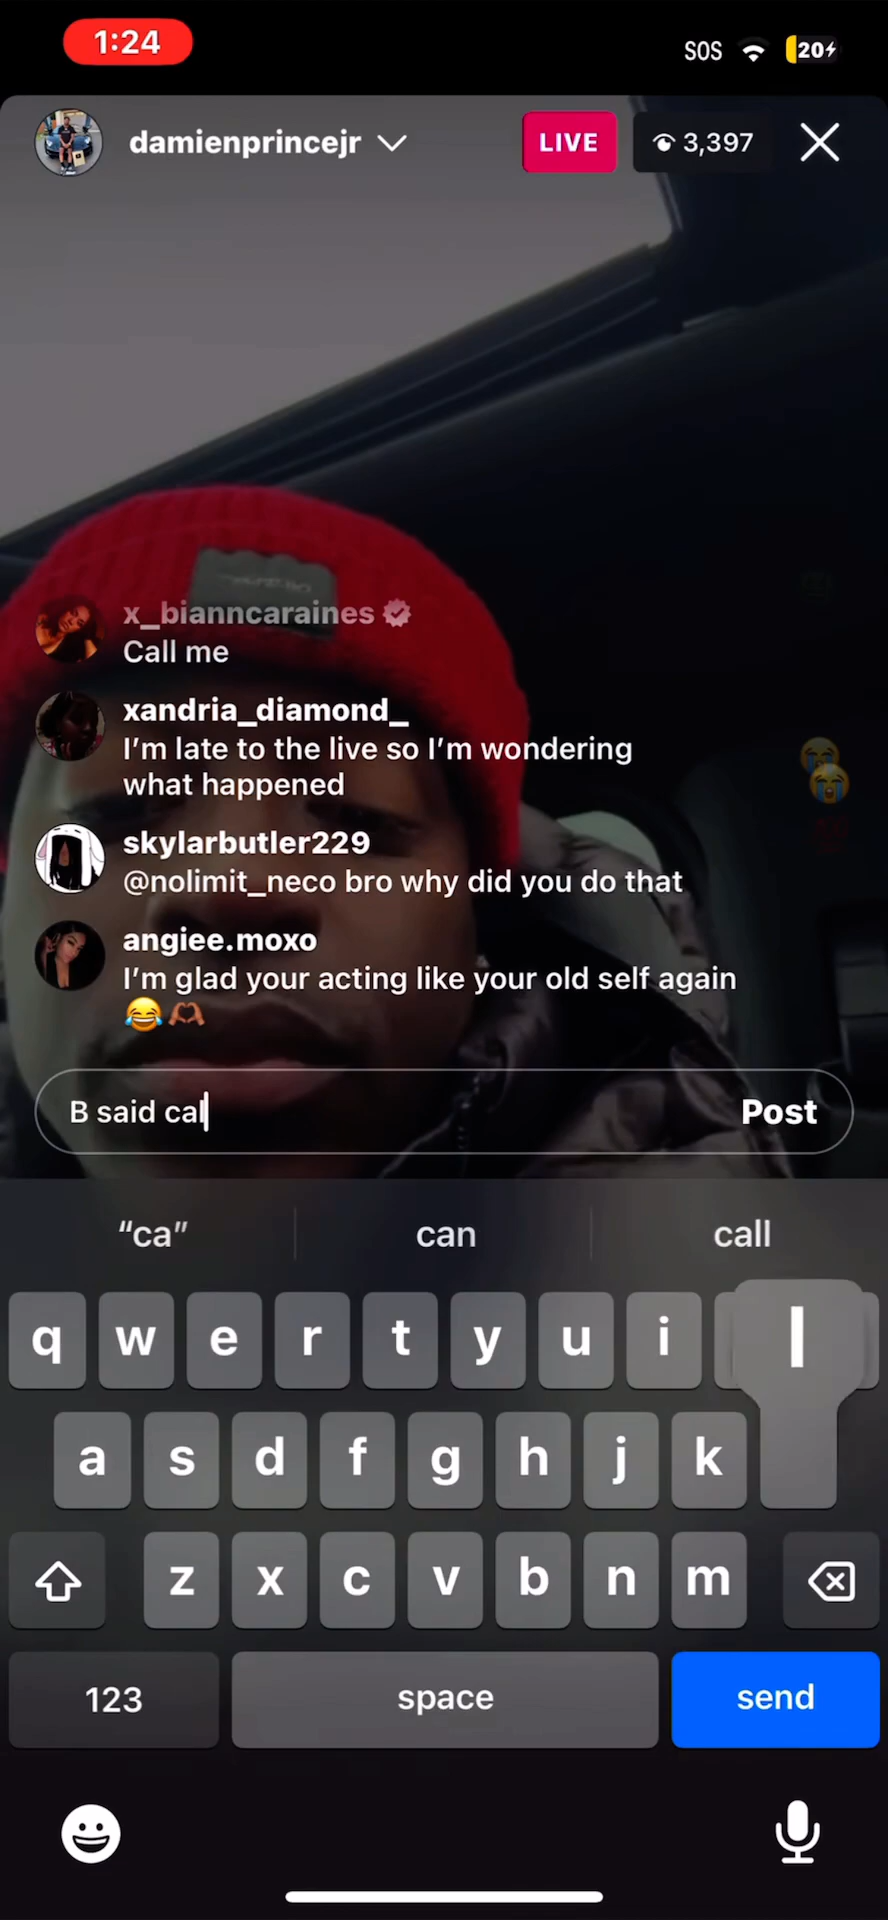 1:24
SOS
20
damienprincejr
LIVE
3,397
x_bianncaraines
Call me
xandria_diamond_
I’m late to the live so I’m wondering
what happened
skylarbutler229
@nolimit_neco bro why did you do that
angiee.moxo
I’m glad your acting like your old self again
😂🫶🏽
B said cal
Post
“ca”
can
call
q w e r t y u i l
a s d f g h j k
z x c v b n m
123
space
send